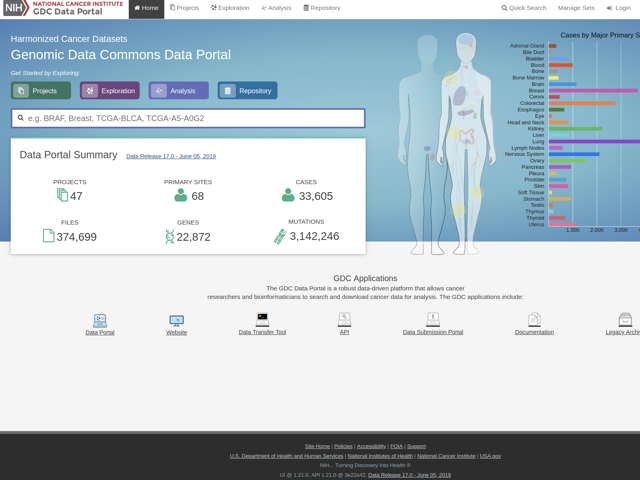 NIH NATIONAL CANCER INSTITUTE
GDC Data Portal
Home
Projects
Exploration
Analysis
Repository
Quick Search
Manage Sets
Login
Harmonized Cancer Datasets
Genomic Data Commons Data Portal
Get Started by Exploring:
Projects
Exploration
Analysis
Repository
e.g. BRAF, Breast, TCGA-BLCA, TCGA-A5-A0G2
Data Portal Summary
Data Release 17.0 - June 05, 2019
PROJECTS
47
PRIMARY SITES
68
CASES
33,605
FILES
374,699
GENES
22,872
MUTATIONS
3,142,246
Cases by Major Primary S
Adrenal Gland
Bile Duct
Bladder
Blood
Bone
Bone Marrow
Brain
Breast
Cervix
Colorectal
Esophagus
Eye
Head and Neck
Kidney
Liver
Lung
Lymph Nodes
Nervous System
Ovary
Pancreas
Pleura
Prostate
Skin
Soft Tissue
Stomach
Testis
Thymus
Thyroid
Uterus
1,000
2,000
3,000
GDC Applications
The GDC Data Portal is a robust data-driven platform that allows cancer
researchers and bioinformaticians to search and download cancer data for analysis. The GDC applications include:
Data Portal
Website
Data Transfer Tool
API
Data Submission Portal
Documentation
Legacy Archi
Site Home | Policies | Accessibility | FOIA | Support
U.S. Department of Health and Human Services | National Institutes of Health | National Cancer Institute | USA.gov
NIH... Turning Discovery Into Health ®
UI @ 1.21.0, API 1.21.0 @ 3e22a42, Data Release 17.0 - June 05, 2019